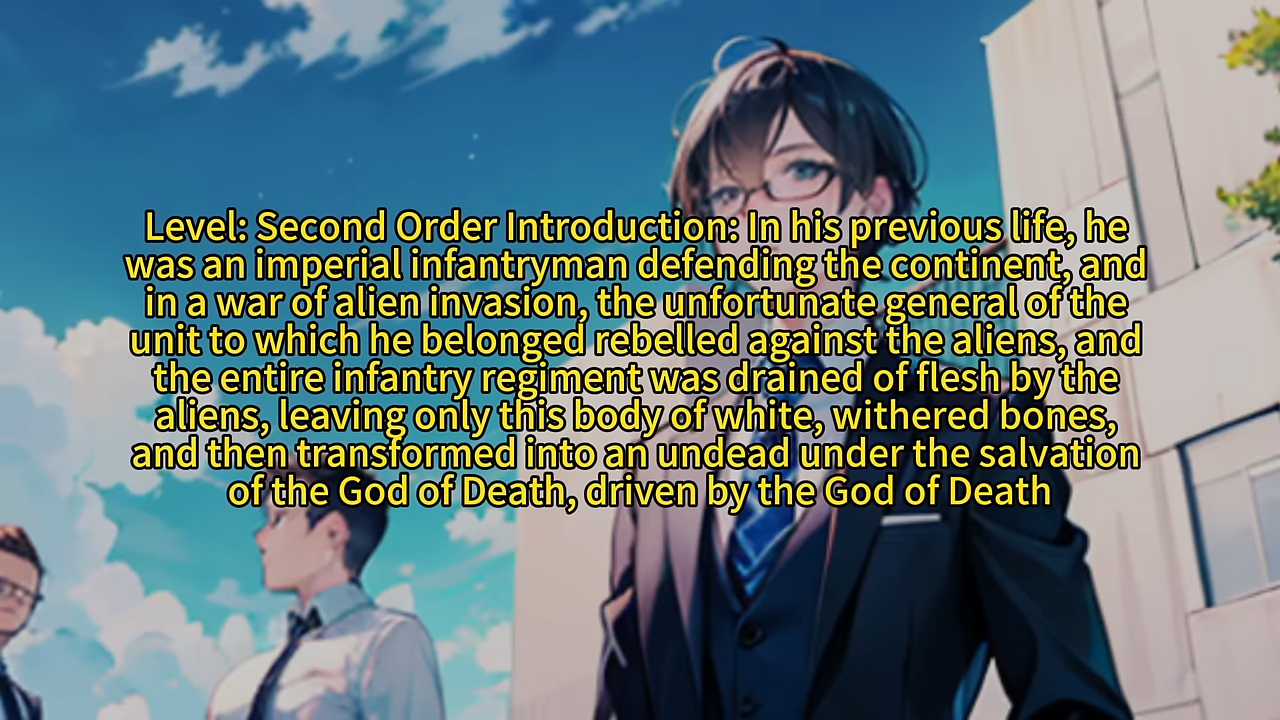 Level: Second Order Introduction: In his previous life, he
was an imperial infantryman defending the continent, and
in a war of alien invasion, the unfortunate general of the
unit to which he belonged rebelled against the aliens, and
the entire infantry regiment was drained of flesh by the
aliens, leaving only this body of white, withered bones,
and then transformed into an undead under the salvation
of the God of Death, driven by the God of Death